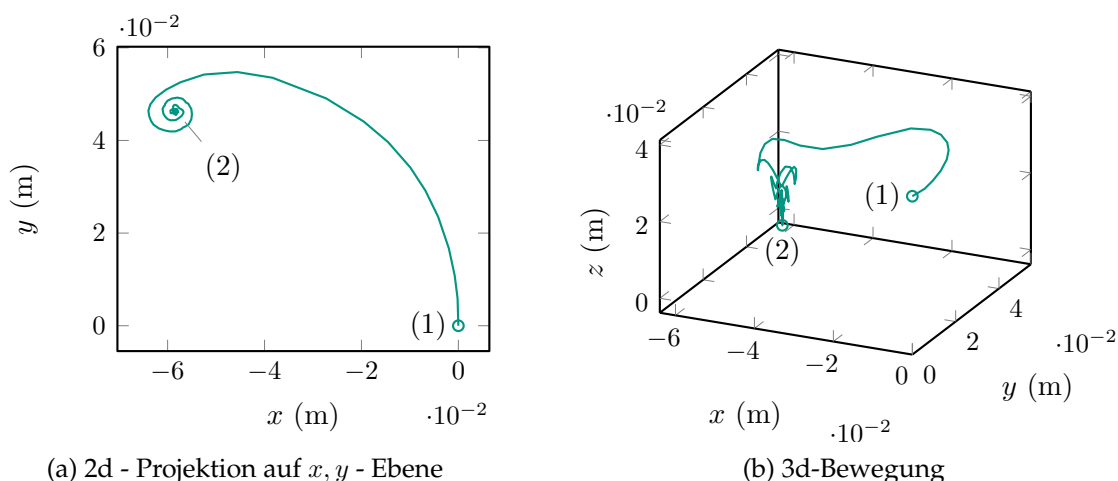 ·10−2
6
4
2
0
y (m)
(1)
(2)
−6 −4 −2 0
x (m)
·10−2
(a) 2d - Projektion auf x, y - Ebene
·10−2
4
2
0
z (m)
(1)
(2)
−6 −4 −2 0
x (m)
·10−2
0 2 4
·10−2
y (m)
(b) 3d-Bewegung